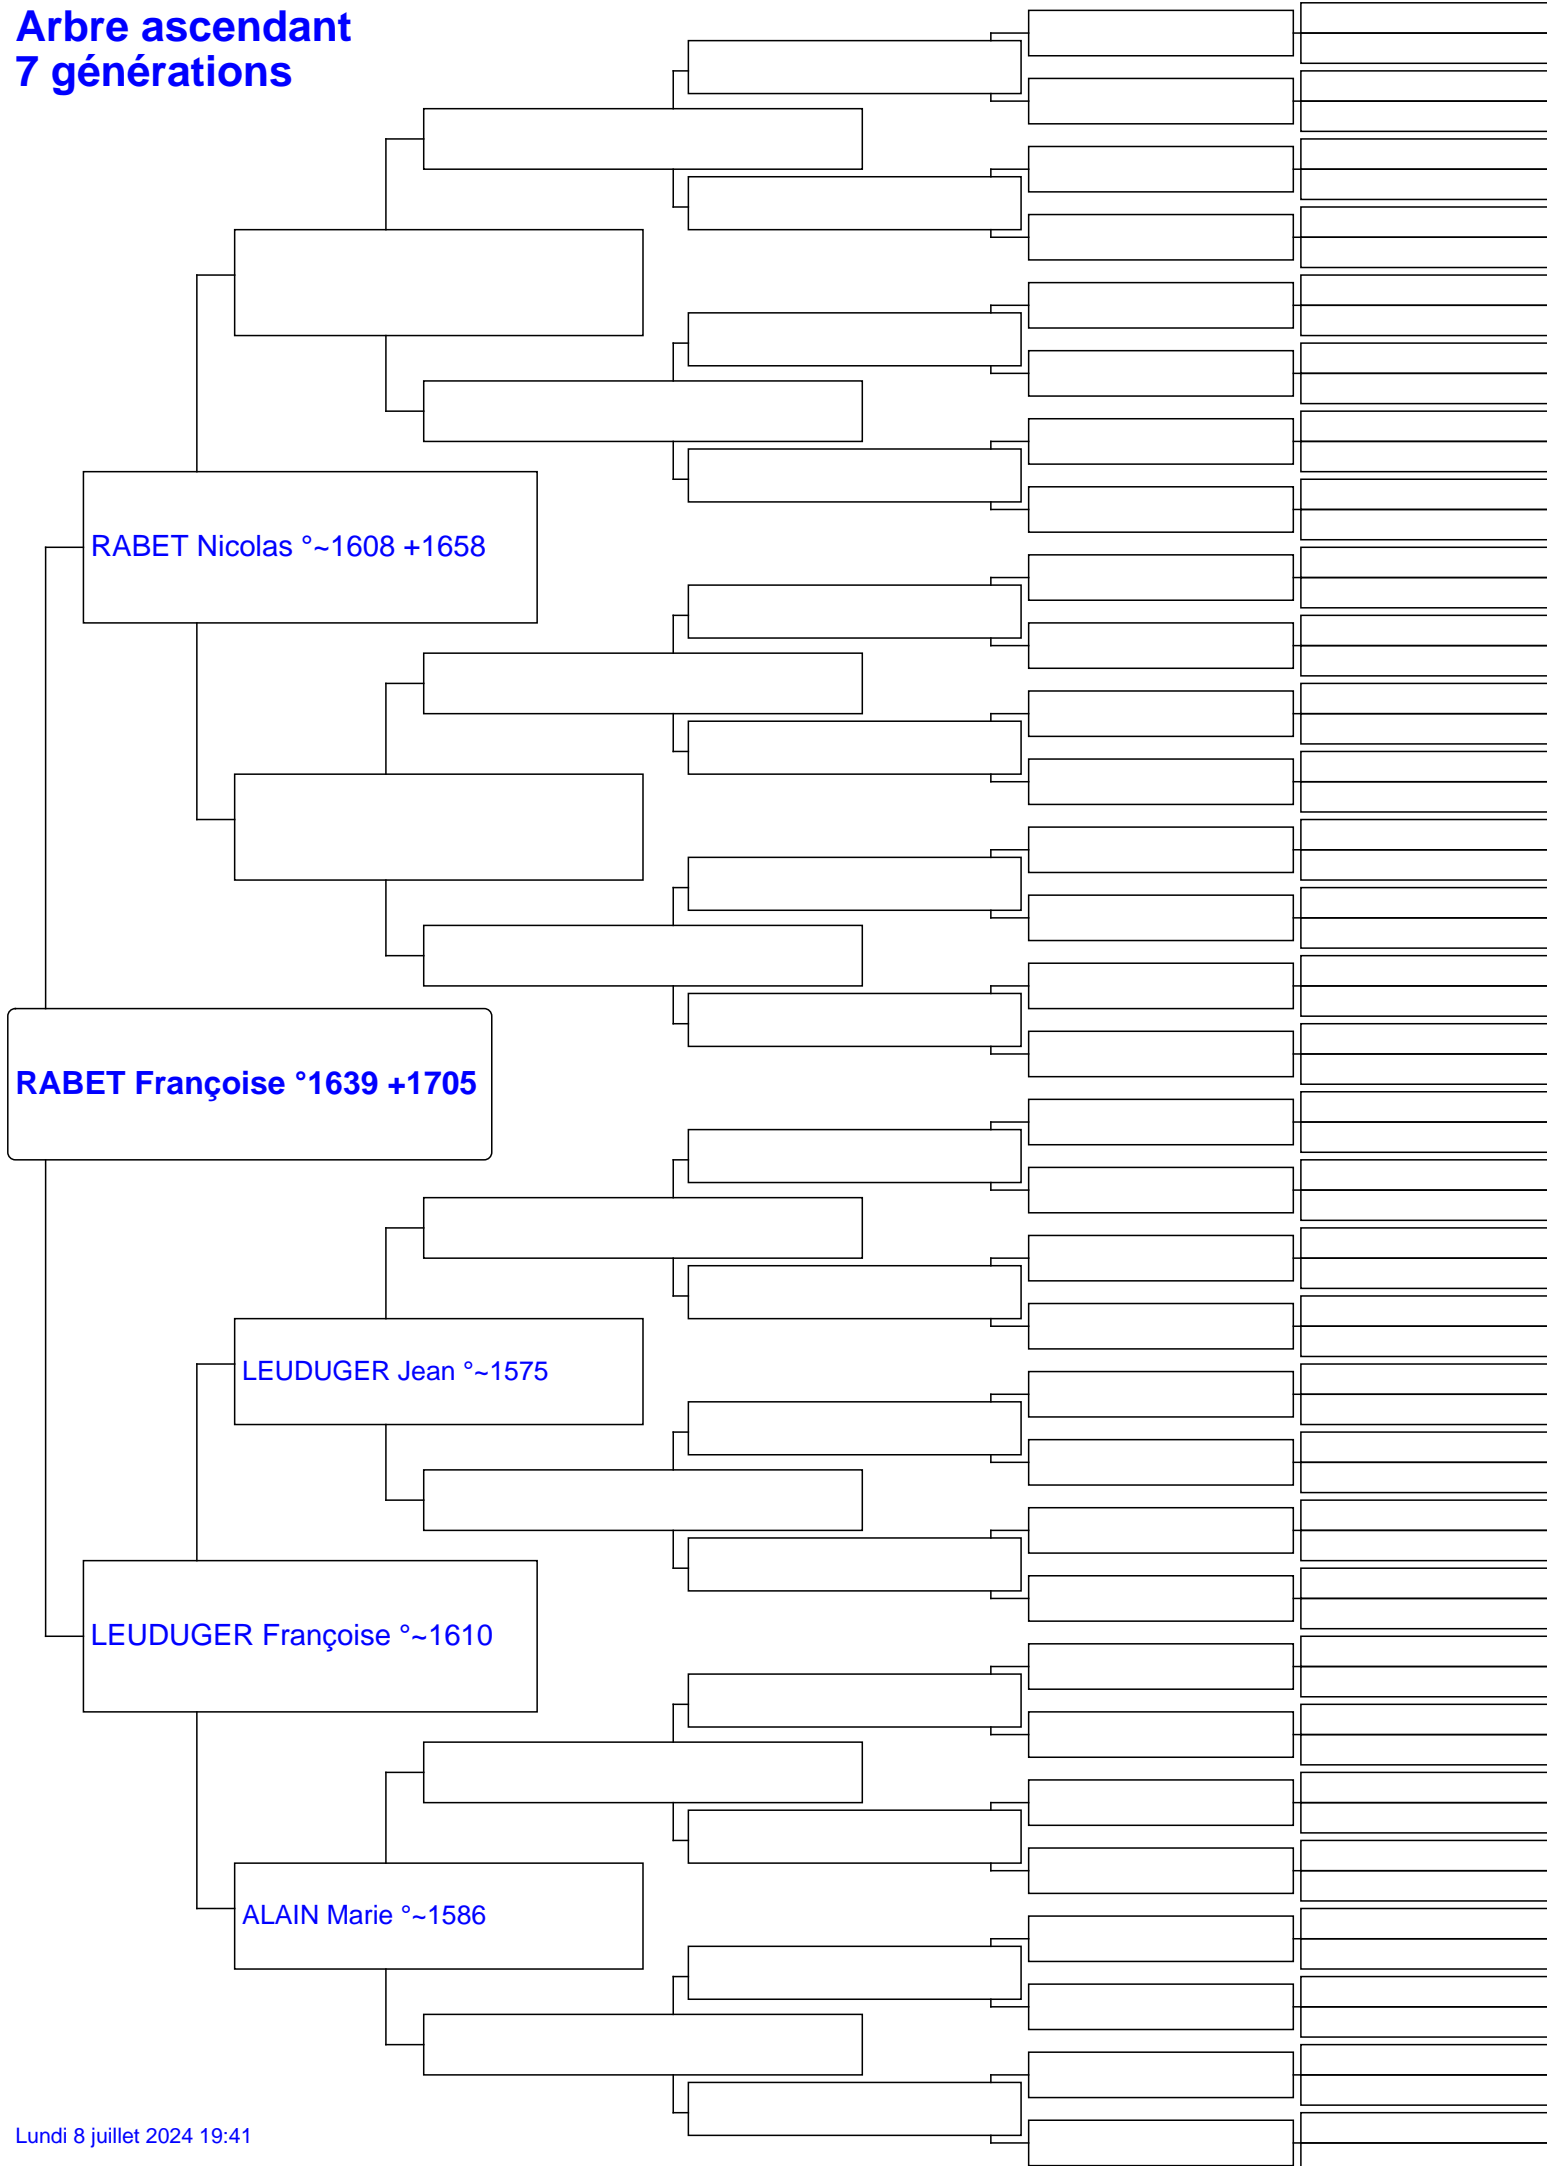 Arbre ascendant
7 générations
RABET Nicolas °~1608 +1658
RABET Françoise °1639 +1705
LEUDUGER Jean °~1575
LEUDUGER Françoise °~1610
ALAIN Marie °~1586
Lundi 8 juillet 2024 19:41